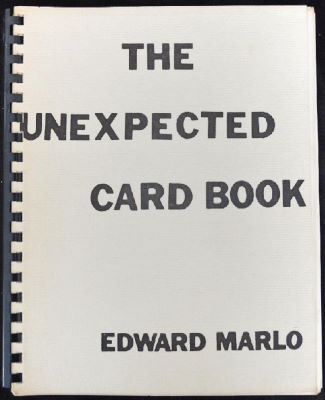 THE
UNEXPECTED
CARD BOOK
EDWARD MARLO